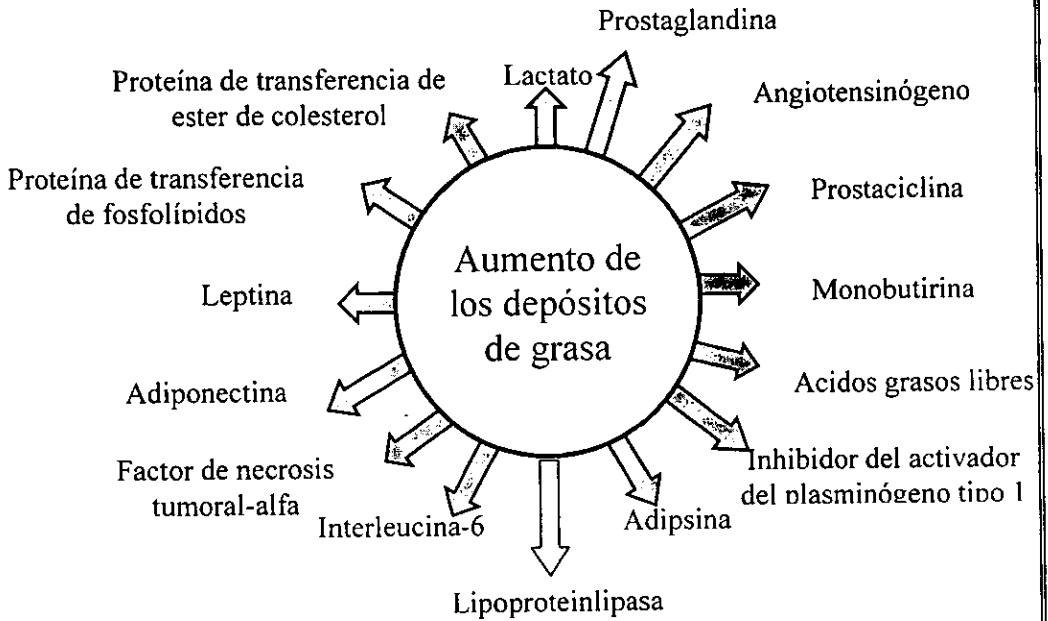 Prostaglandina
Lactato
Proteína de transferencia de
ester de colesterol
Angiotensinógeno
Proteína de transferencia
de fosfolípidos
Prostaciclina
Aumento de
los depósitos
de grasa
Leptina
Monobutirina
Adiponectina
Acidos grasos libres
Factor de necrosis
tumoral-alfa
Inhibidor del activador
del plasminógeno tipo 1
Interleucina-6
Adipsina
Lipoproteinlipasa